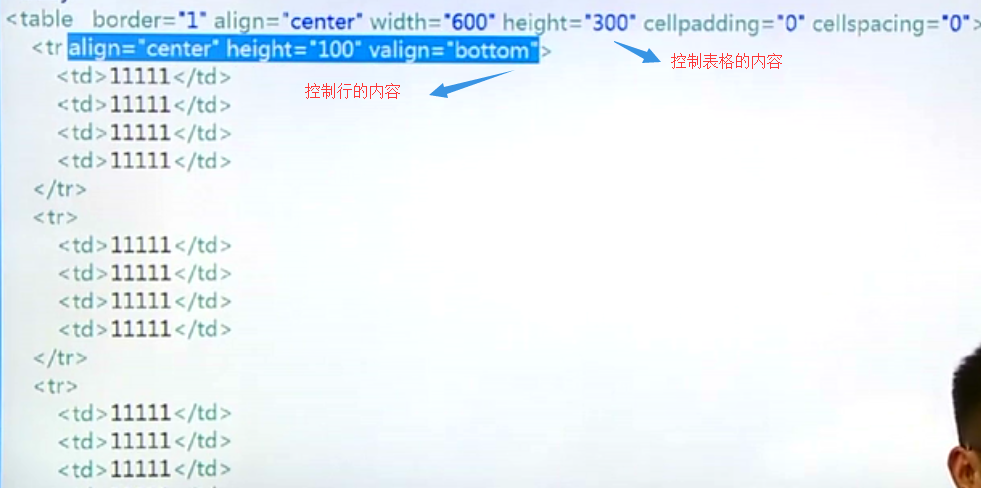 <table border="1" align="center" width="600" height="300" cellpadding="0" cellspacing="0">
<tr align="center" height="100" valign="bottom">
控制表格的内容
<td>11111</td>
控制行的内容
<td>11111</td>
<td>11111</td>
<td>11111</td>
</tr>
<tr>
<td>11111</td>
<td>11111</td>
<td>11111</td>
<td>11111</td>
</tr>
<tr>
<td>11111</td>
<td>11111</td>
<td>11111</td>